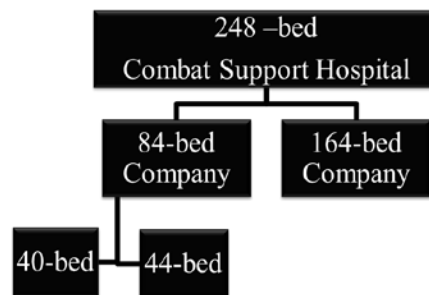 248 –bed
Combat Support Hospital
84-bed
Company
164-bed
Company
40-bed
44-bed